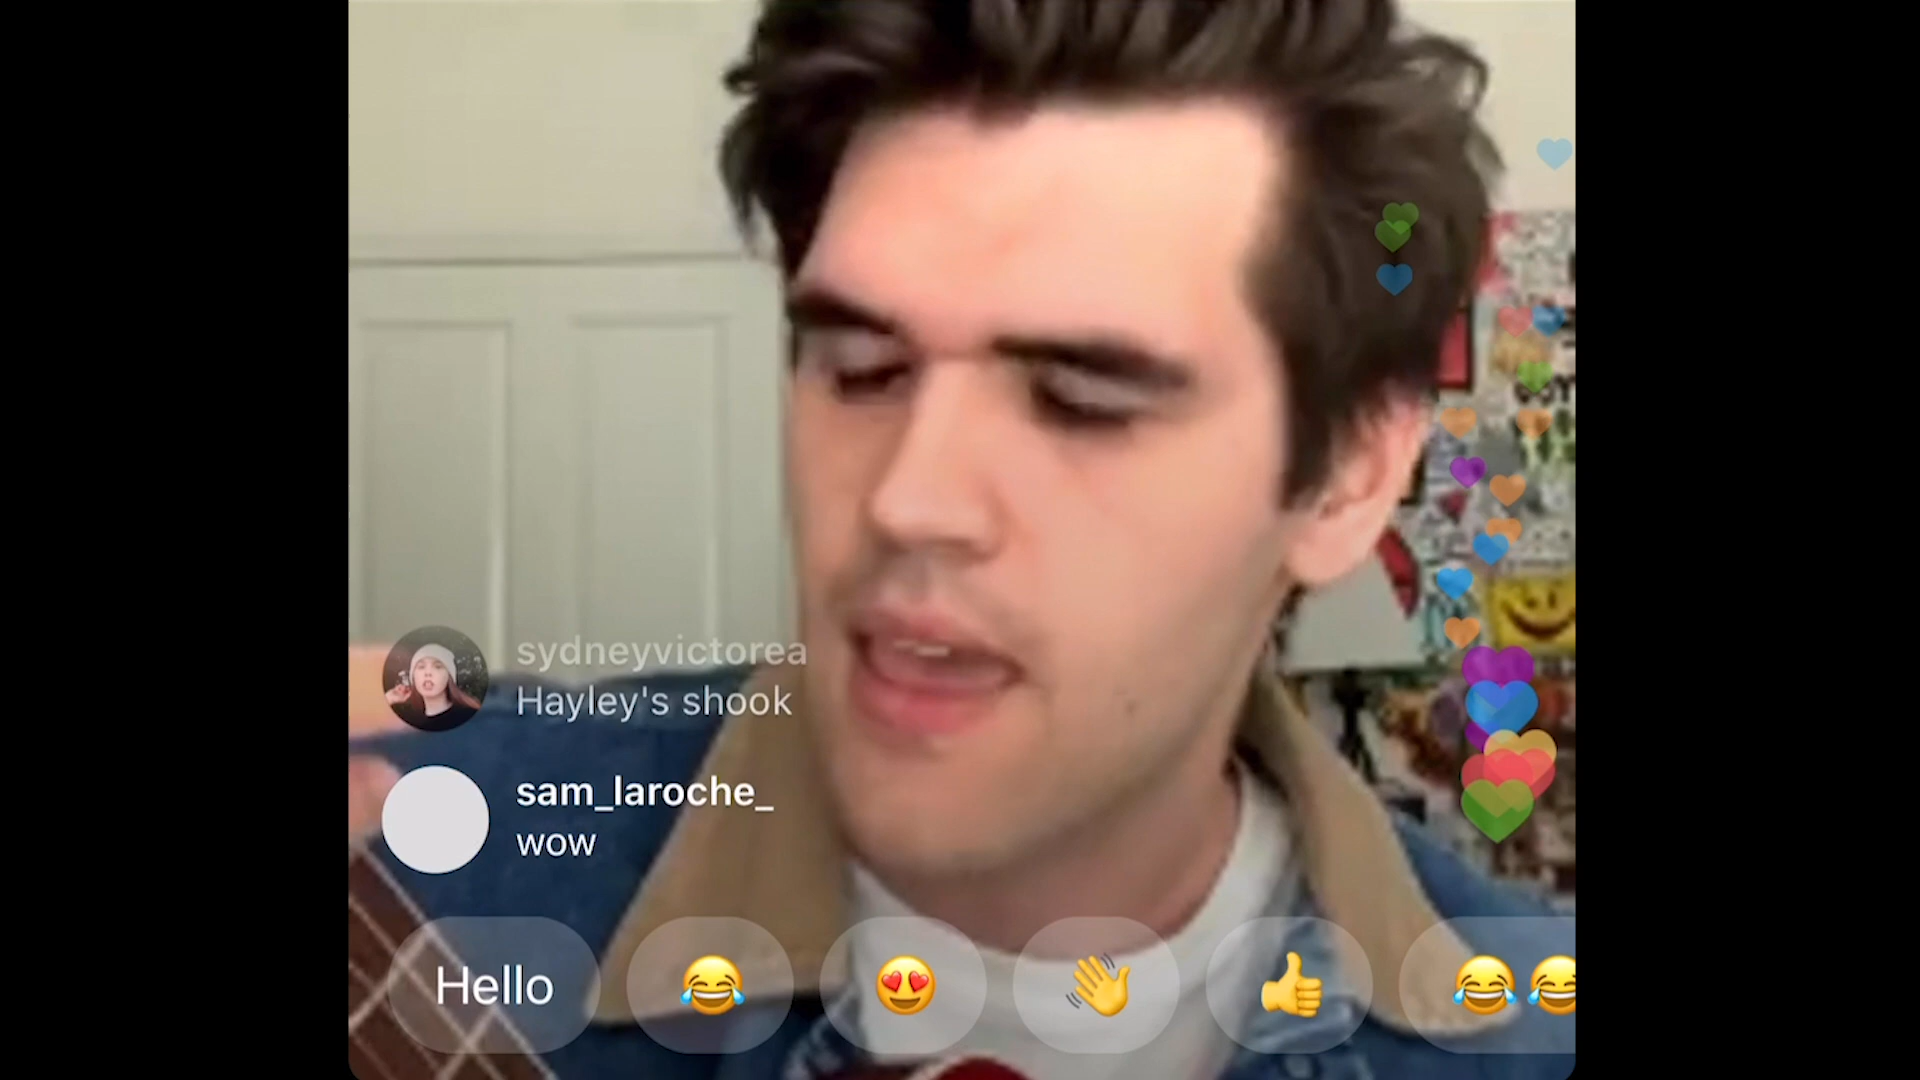 sydneyvictorea
Hayley's shook
sam_laroche_
wow
Hello